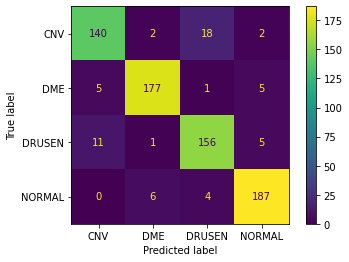 CNV 140 2 18 2
DME 5 177 1 5
DRUSEN 11 1 156 5
NORMAL 0 6 4 187
CNV DME DRUSEN NORMAL
True label
Predicted label
175
150
125
100
75
50
25
0